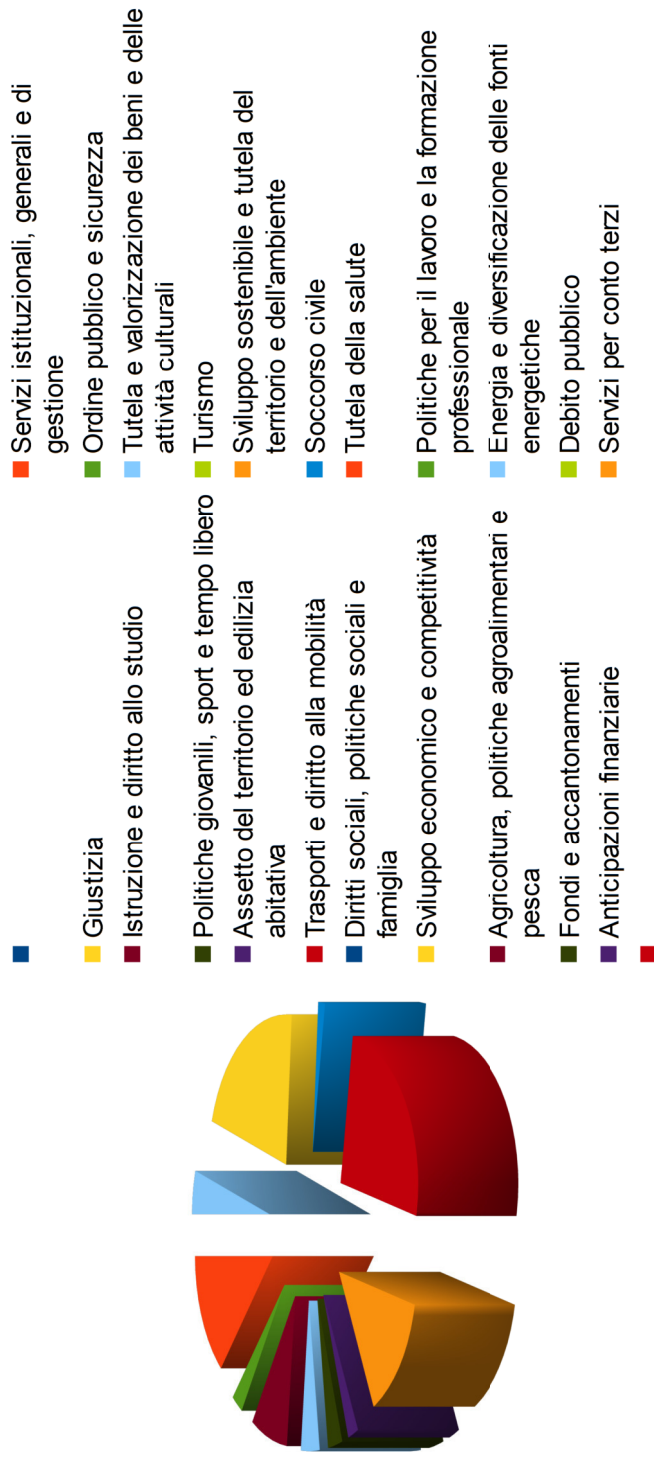 Servizi istituzionali, generali e di
gestione
Giustizia
Ordine pubblico e sicurezza
Istruzione e diritto allo studio
Tutela e valorizzazione dei beni e delle
attività culturali
Politiche giovanili, sport e tempo libero
Turismo
Assetto del territorio ed edilizia
abitativa
Sviluppo sostenibile e tutela del
territorio e dell'ambiente
Trasporti e diritto alla mobilità
Soccorso civile
Diritti sociali, politiche sociali e
famiglia
Tutela della salute
Sviluppo economico e competitività
Politiche per il lavoro e la formazione
professionale
Agricoltura, politiche agroalimentari e
pesca
Energia e diversificazione delle fonti
energetiche
Fondi e accantonamenti
Debito pubblico
Anticipazioni finanziarie
Servizi per conto terzi